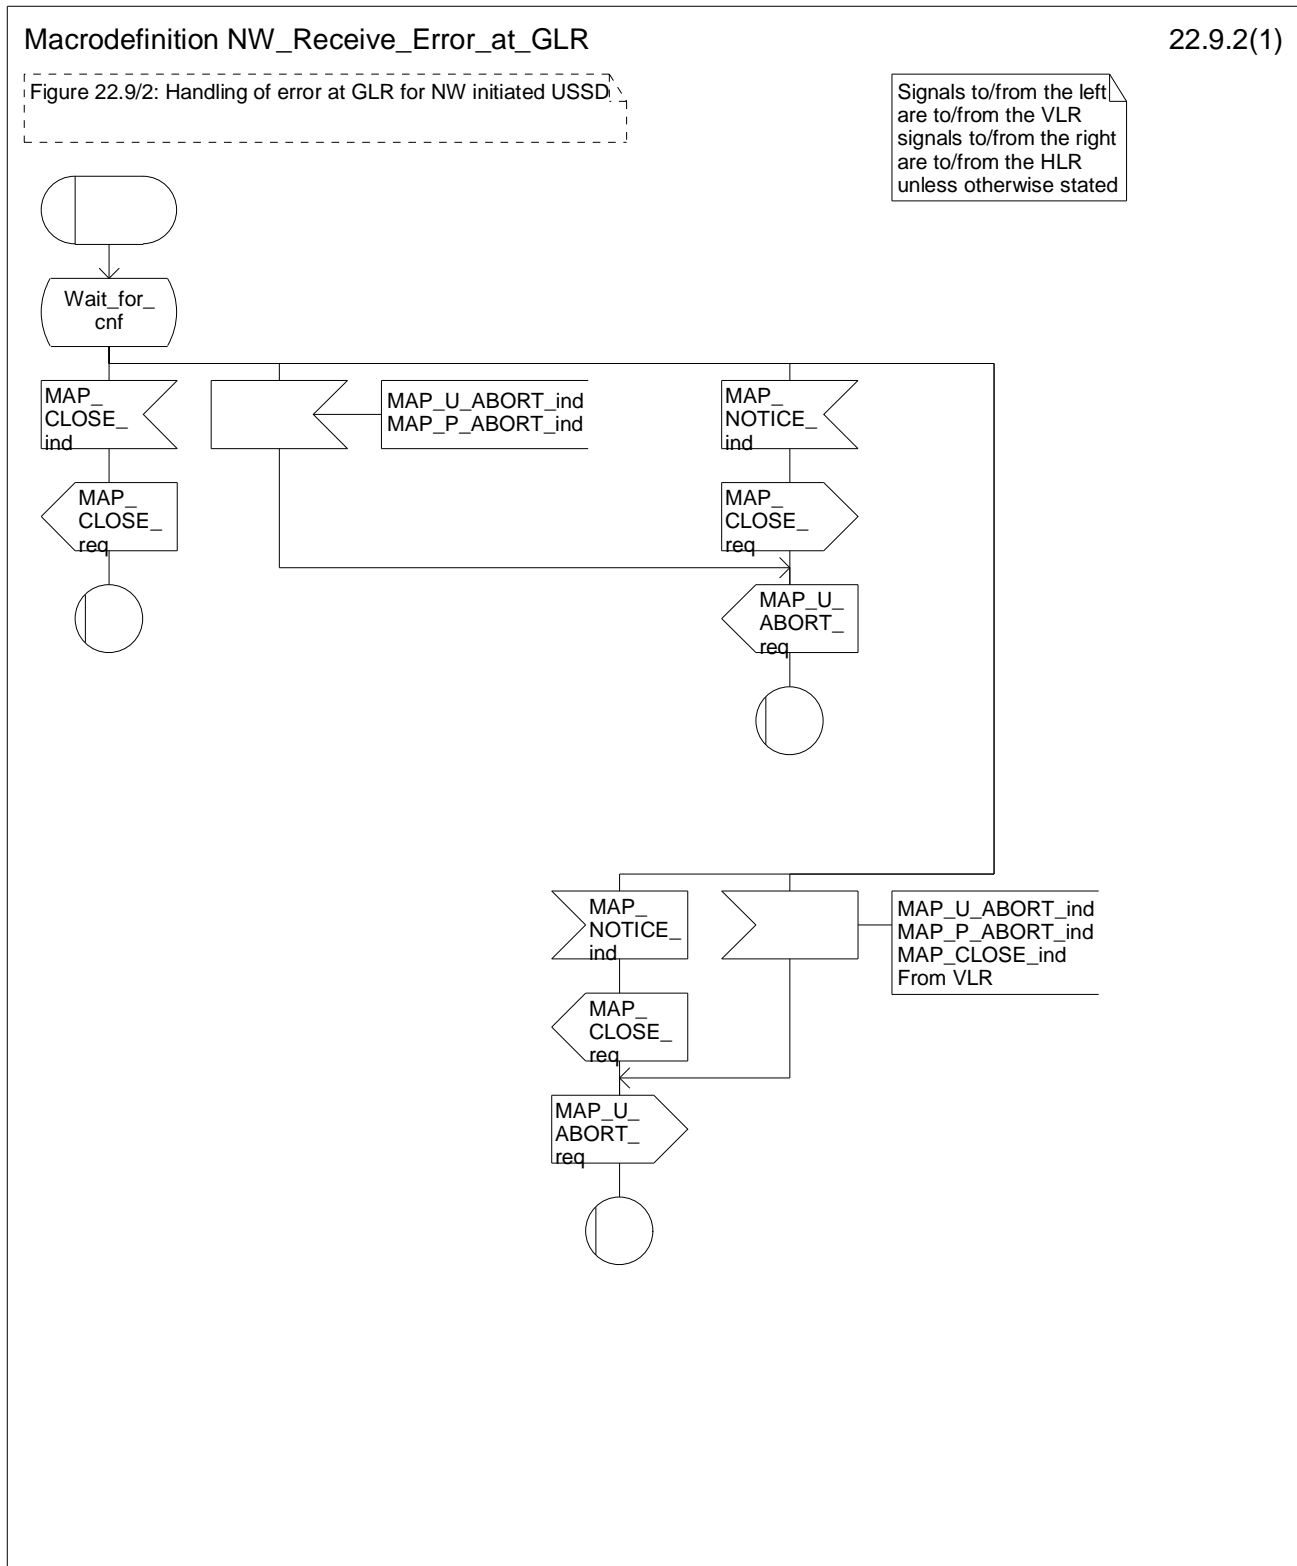 Macrodefinition NW_Receive_Error_at_GLR
22.9.2(1)
Figure 22.9/2: Handling of error at GLR for NW initiated USSD
Signals to/from the left
are to/from the VLR
signals to/from the right
are to/from the HLR
unless otherwise stated
Wait_for_
cnf
MAP_
CLOSE_
ind
MAP_U_ABORT_ind
MAP_P_ABORT_ind
MAP_
NOTICE_
ind
MAP_
CLOSE_
req
MAP_
CLOSE_
req
MAP_U_
ABORT_
req
MAP_
NOTICE_
ind
MAP_U_ABORT_ind
MAP_P_ABORT_ind
MAP_CLOSE_ind
From VLR
MAP_
CLOSE_
req
MAP_U_
ABORT_
req